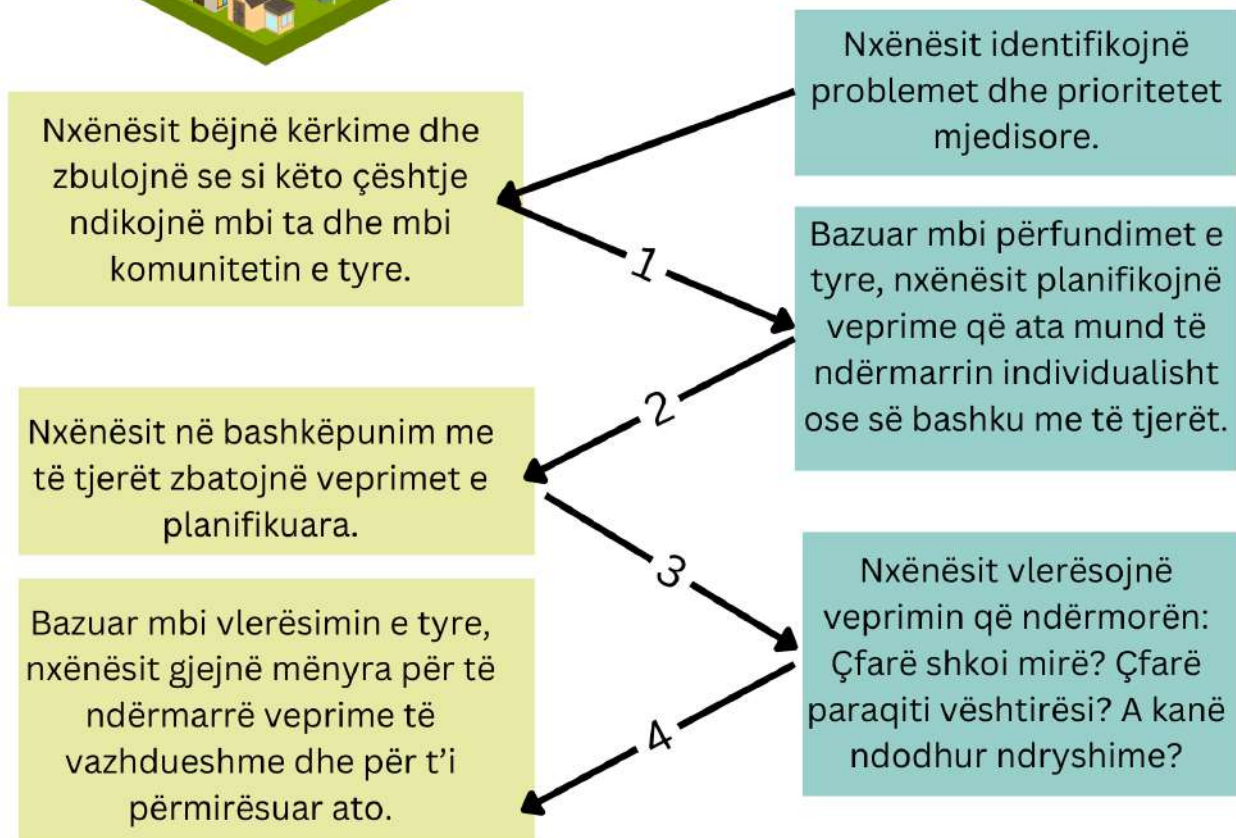 Nxënësit identifikojnë
problemet dhe prioritetet
mjedisore.
Nxënësit bëjnë kërkime dhe
zbulojnë se si këto çështje
ndikojnë mbi ta dhe mbi
komunitetin e tyre.
1
Bazuar mbi përfundimet e
tyre, nxënësit planifikojnë
veprime që ata mund të
ndërmarrin individualisht
ose së bashku me të tjerët.
2
Nxënësit në bashkëpunim me
të tjerët zbatojnë veprimet e
planifikuara.
3
Nxënësit vlerësojnë
veprimin që ndërmorën:
Çfarë shkoi mirë? Çfarë
paraqiti vështirësi? A kanë
ndodhur ndryshime?
4
Bazuar mbi vlerësimin e tyre,
nxënësit gjejnë mënyra për të
ndërmarrë veprime të
vazhdueshme dhe për t’i
përmirësuar ato.